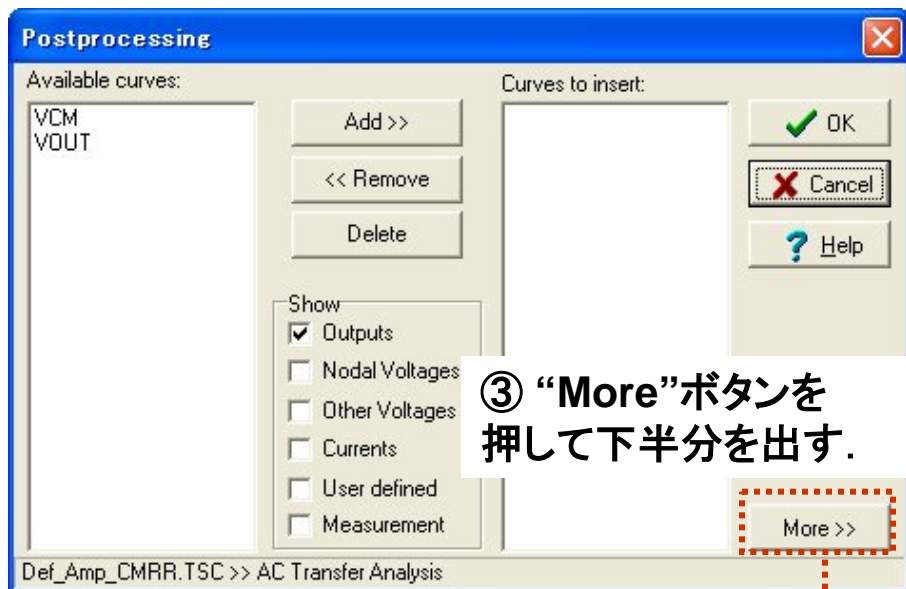 Postprocessing
Available curves:
VCM
VOUT
Add >>
<< Remove
Delete
Show
Outputs
Nodal Voltages
Other Voltages
Currents
User defined
Measurement
Curves to insert:
OK
Cancel
Help
③ “More”ボタンを
押して下半分を出す.
More >>
Def_Amp_CMRR.TSC >> AC Transfer Analysis